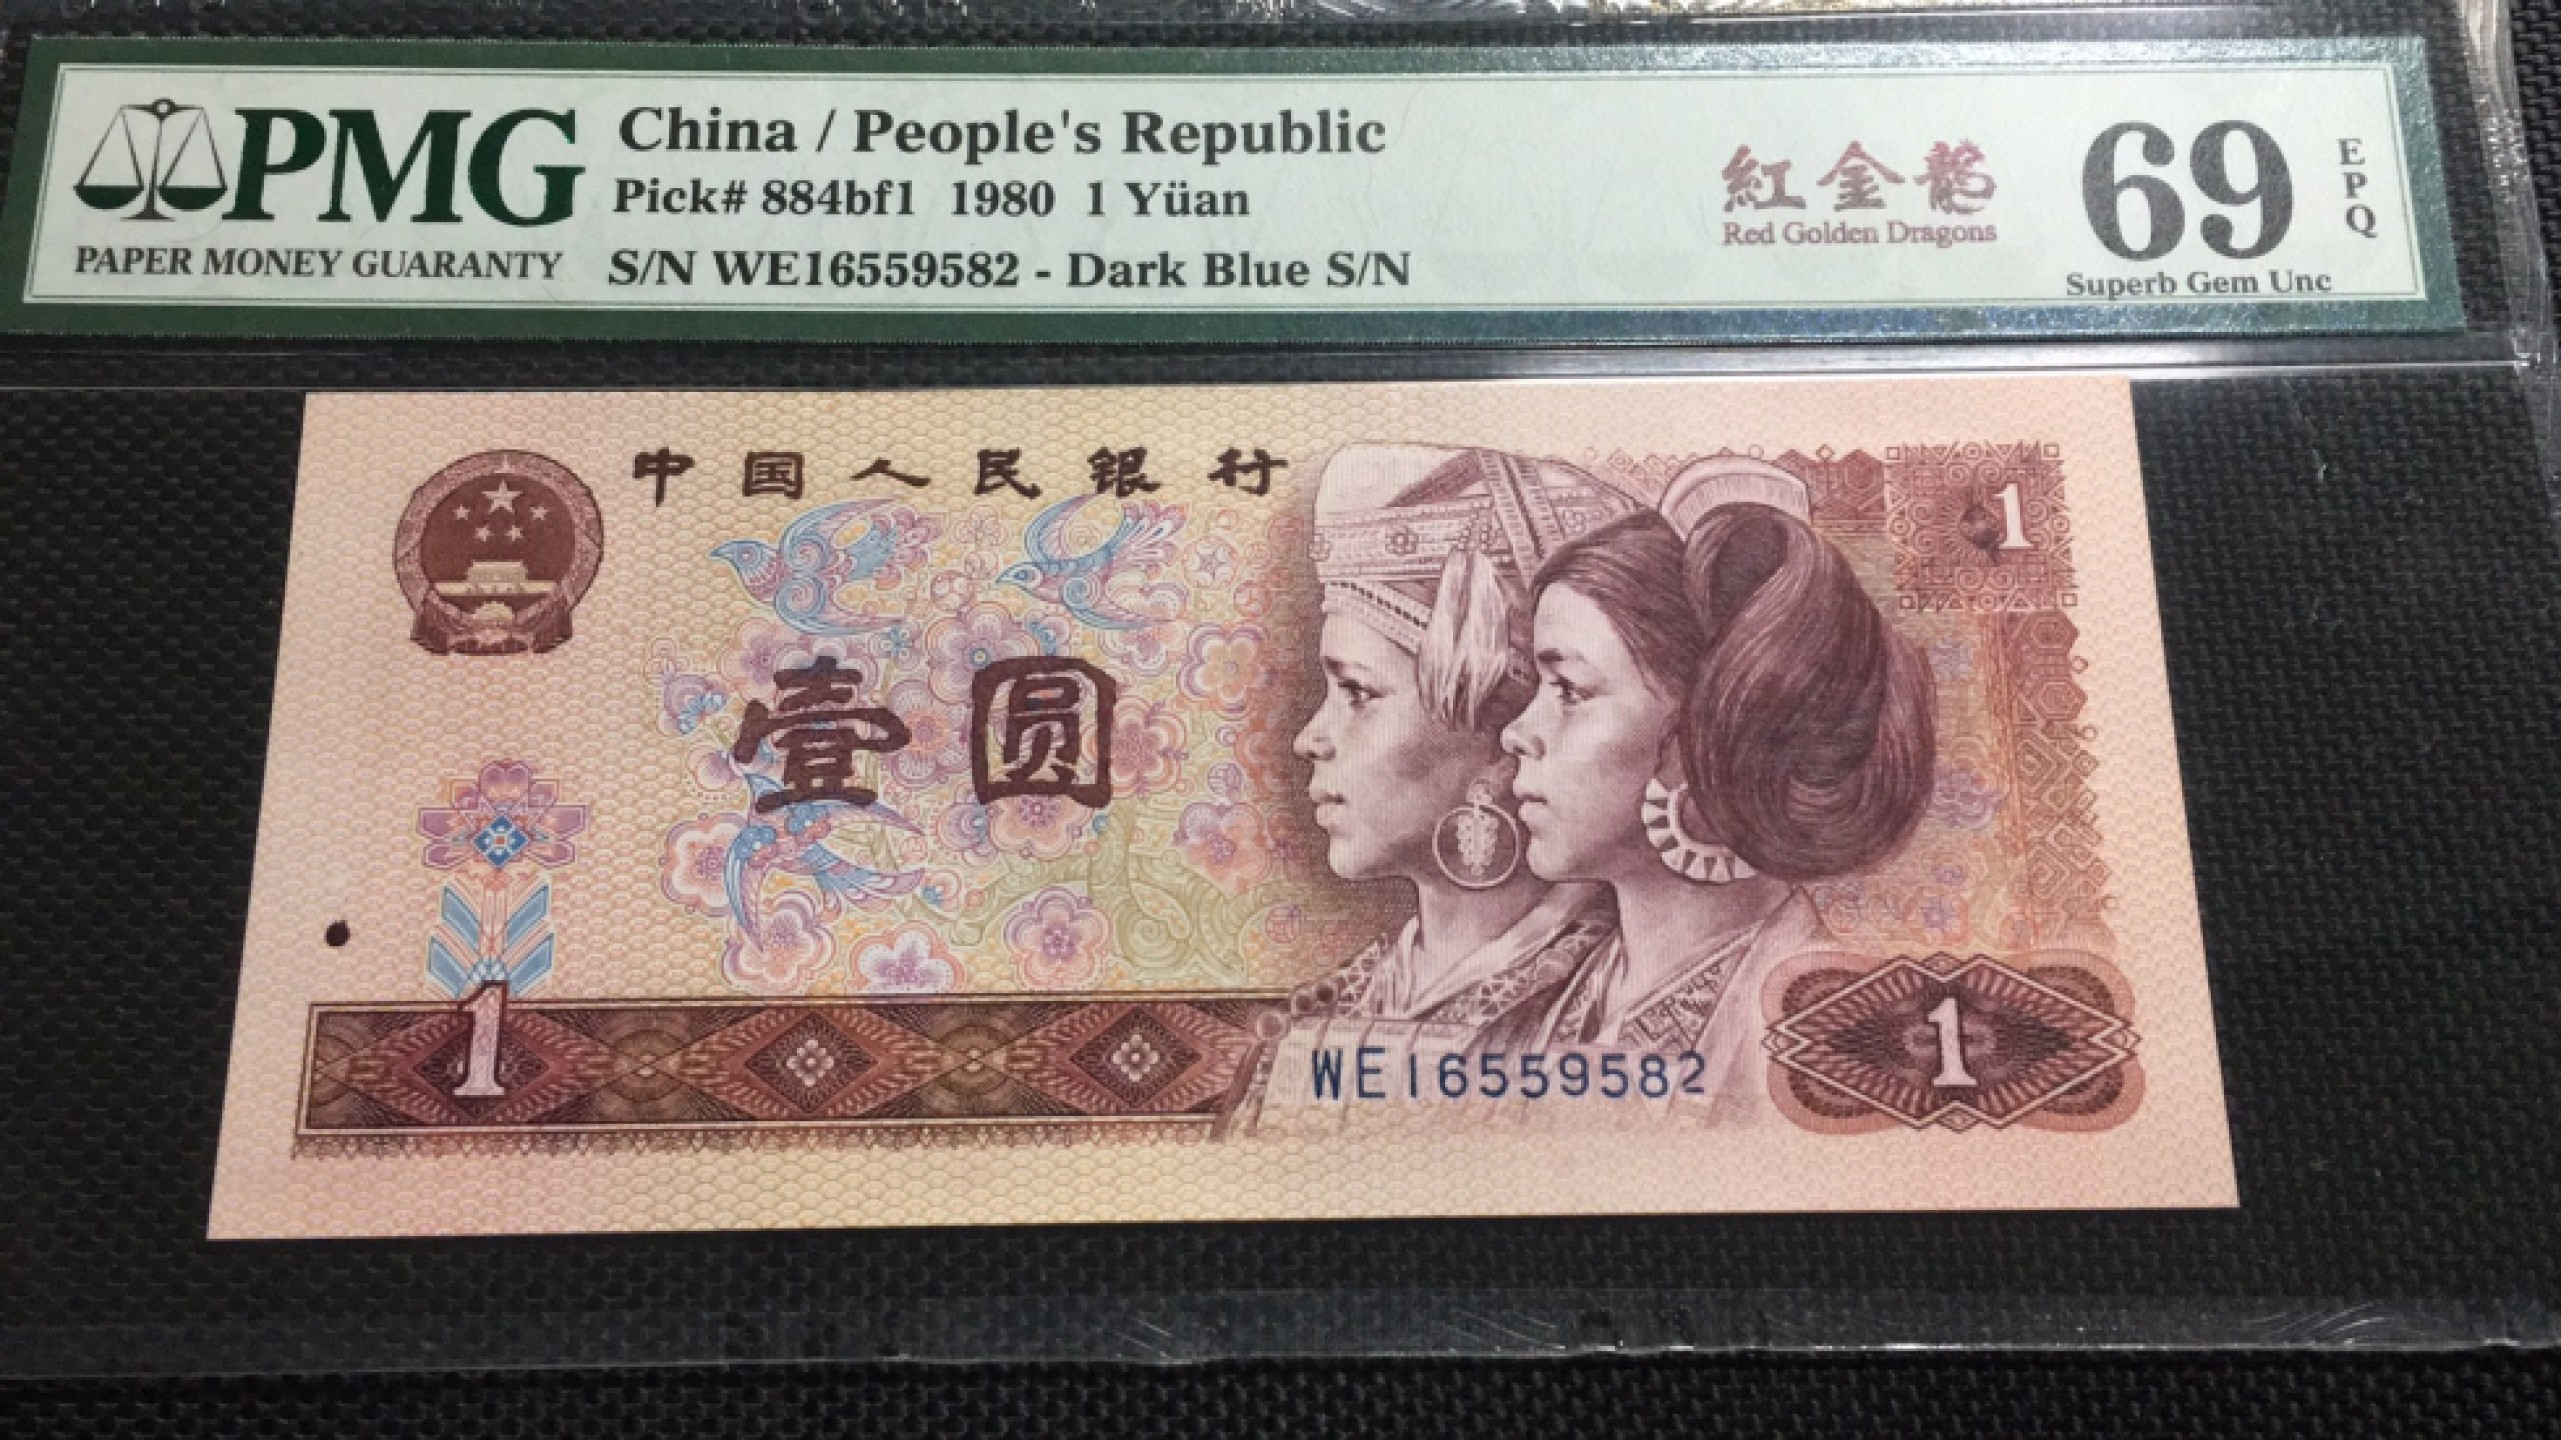 PMG
PAPER MONEY GUARANTY
China / People's Republic
Pick# 884bf1 1980 1 Yüan
S/N WE16559582 - Dark Blue S/N
紅金龍
Red Golden Dragons
69
EPQ
Superb Gem Unc
中国人民银行
1
壹圆
1
WE16559582
1